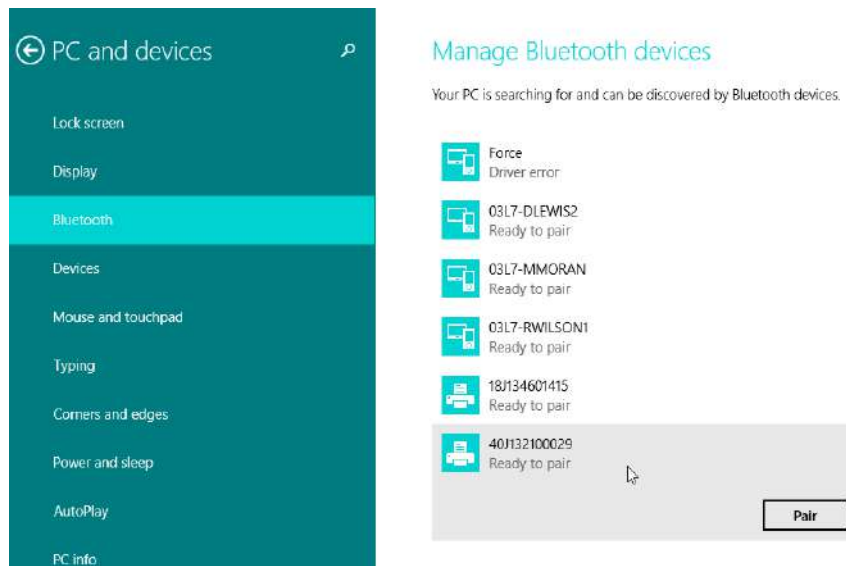 PC and devices
Lock screen
Display
Bluetooth
Devices
Mouse and touchpad
Typing
Corners and edges
Power and sleep
AutoPlay
PC info
Manage Bluetooth devices
Your PC is searching for and can be discovered by Bluetooth devices.
Force
Driver error
03L7-DLEWIS2
Ready to pair
03L7-MMORAN
Ready to pair
03L7-RWILSON1
Ready to pair
18J134601415
Ready to pair
40J132100029
Ready to pair
Pair